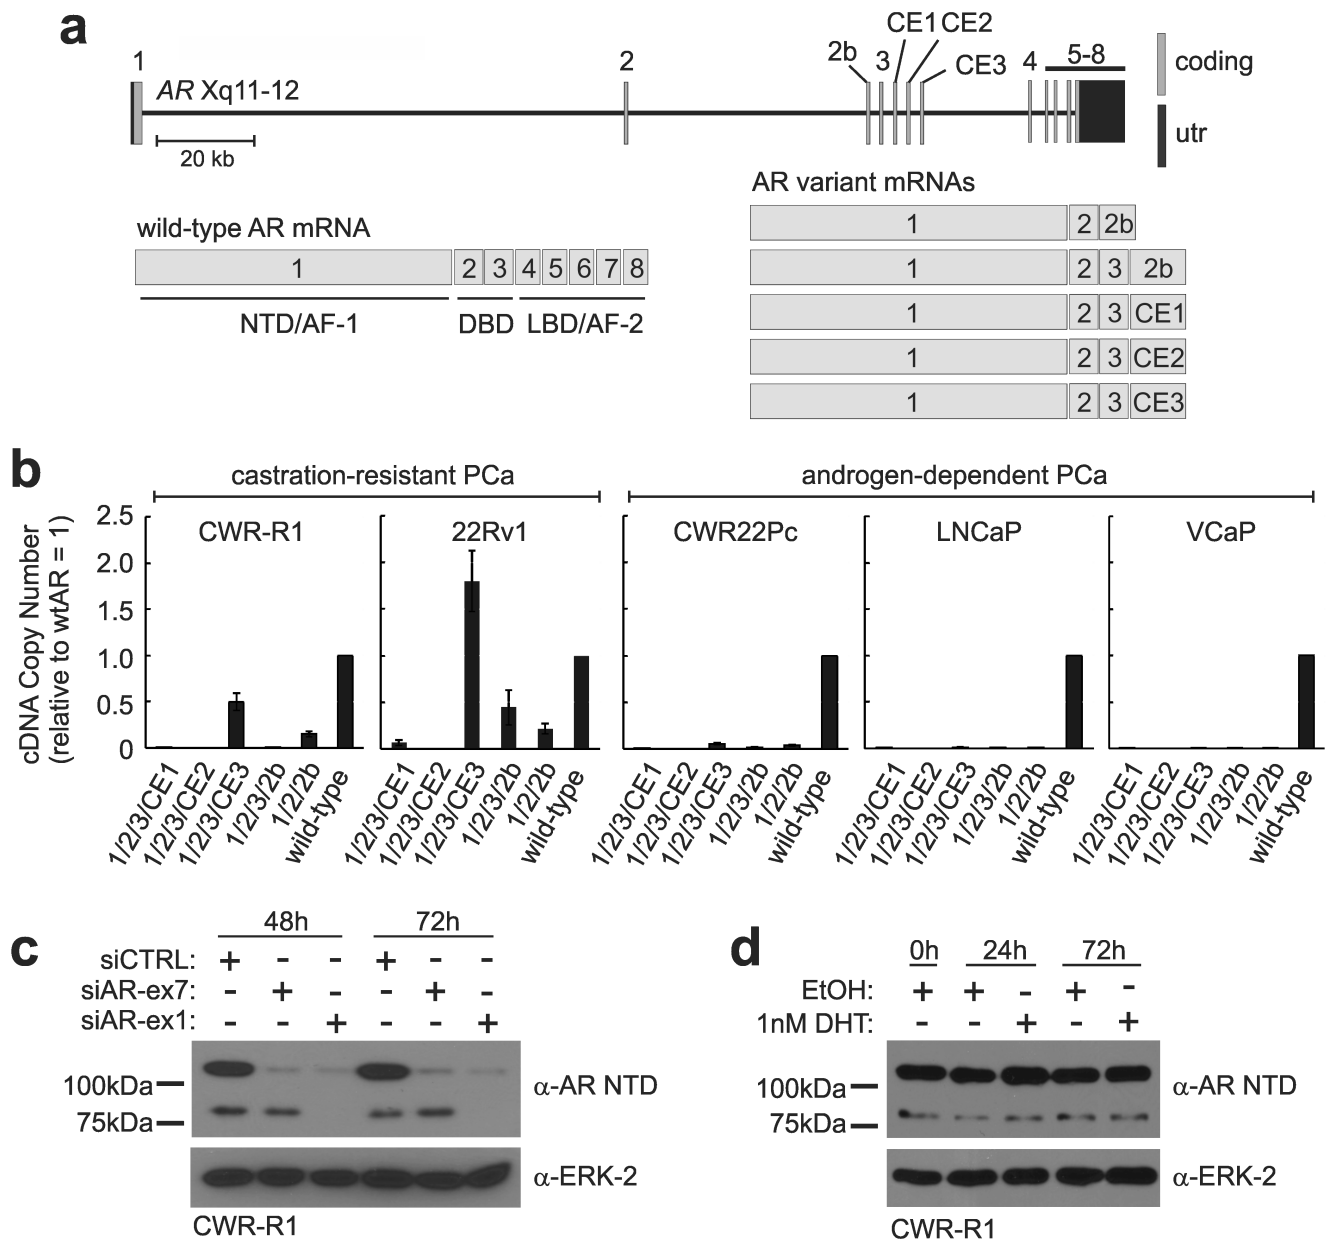 a
CE1 CE2
1 2 2b 3 CE3 4 5-8
AR Xq11-12
20 kb
coding
utr
AR variant mRNAs
wild-type AR mRNA
1 2 3 4 5 6 7 8
NTD/AF-1 DBD LBD/AF-2
1 2 2b
1 2 3 2b
1 2 3 CE1
1 2 3 CE2
1 2 3 CE3
b
castration-resistant PCa
androgen-dependent PCa
cDNA Copy Number
(relative to wtAR = 1)
2.5
2.0
1.5
1.0
0.5
0
CWR-R1
22Rv1
CWR22Pc
LNCaP
VCaP
1/2/3/CE1
1/2/3/CE2
1/2/3/CE3
1/2/3/2b
1/2/2b
wild-type
1/2/3/CE1
1/2/3/CE2
1/2/3/CE3
1/2/3/2b
1/2/2b
wild-type
1/2/3/CE1
1/2/3/CE2
1/2/3/CE3
1/2/3/2b
1/2/2b
wild-type
1/2/3/CE1
1/2/3/CE2
1/2/3/CE3
1/2/3/2b
1/2/2b
wild-type
1/2/3/CE1
1/2/3/CE2
1/2/3/CE3
1/2/3/2b
1/2/2b
wild-type
c
48h 72h
siCTRL: + - - + - -
siAR-ex7: - + - - + -
siAR-ex1: - - + - - +
100kDa
75kDa
α-AR NTD
α-ERK-2
CWR-R1
d
0h 24h 72h
EtOH: + + - + -
1nM DHT: - - + - +
100kDa
75kDa
α-AR NTD
α-ERK-2
CWR-R1